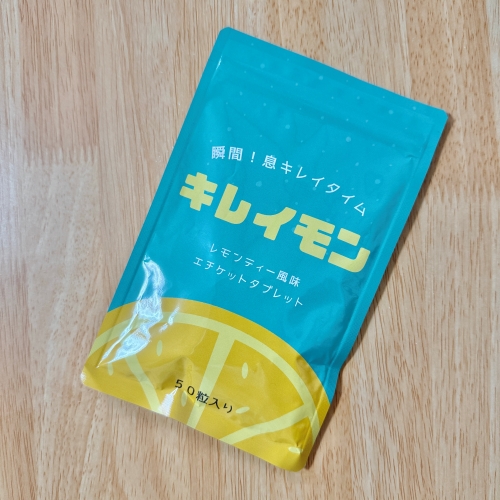 瞬間！息キレイタイム
キレイモン
レモンティー風味
エチケットタブレット
50粒入り